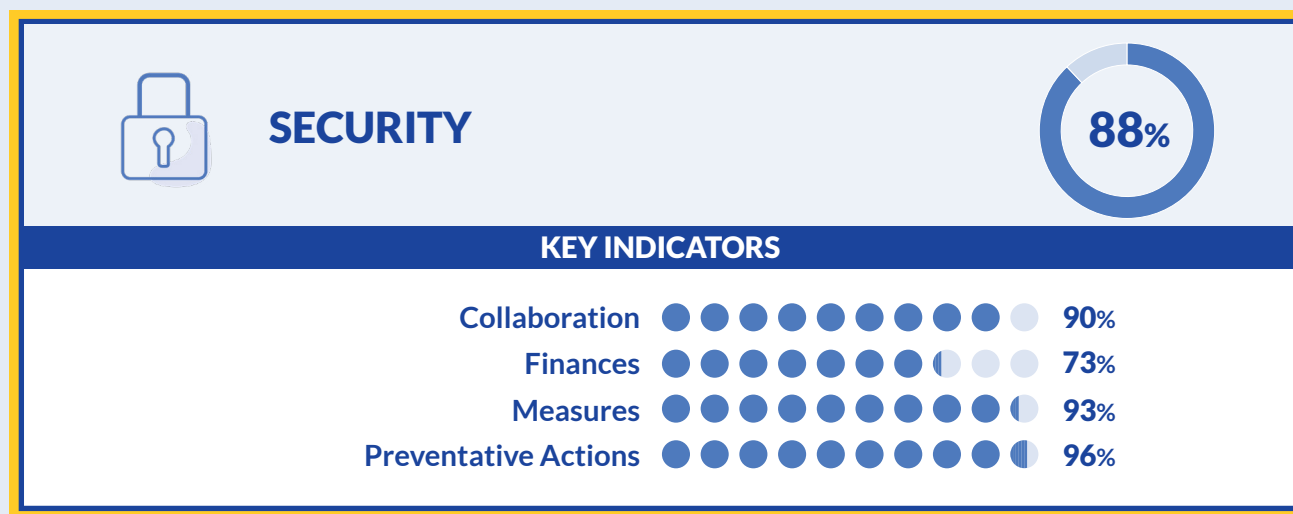 SECURITY
88%
KEY INDICATORS
Collaboration 90%
Finances 73%
Measures 93%
Preventative Actions 96%